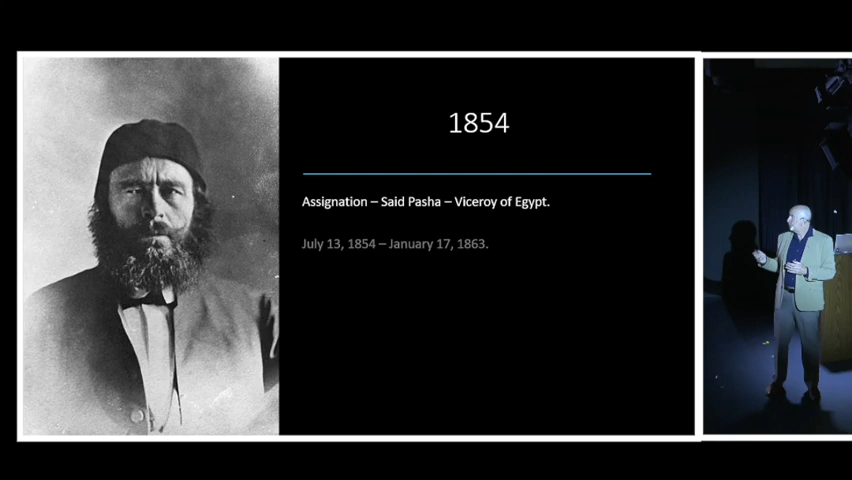 1854
Assignation – Said Pasha – Viceroy of Egypt.
July 13, 1854 – January 17, 1863.